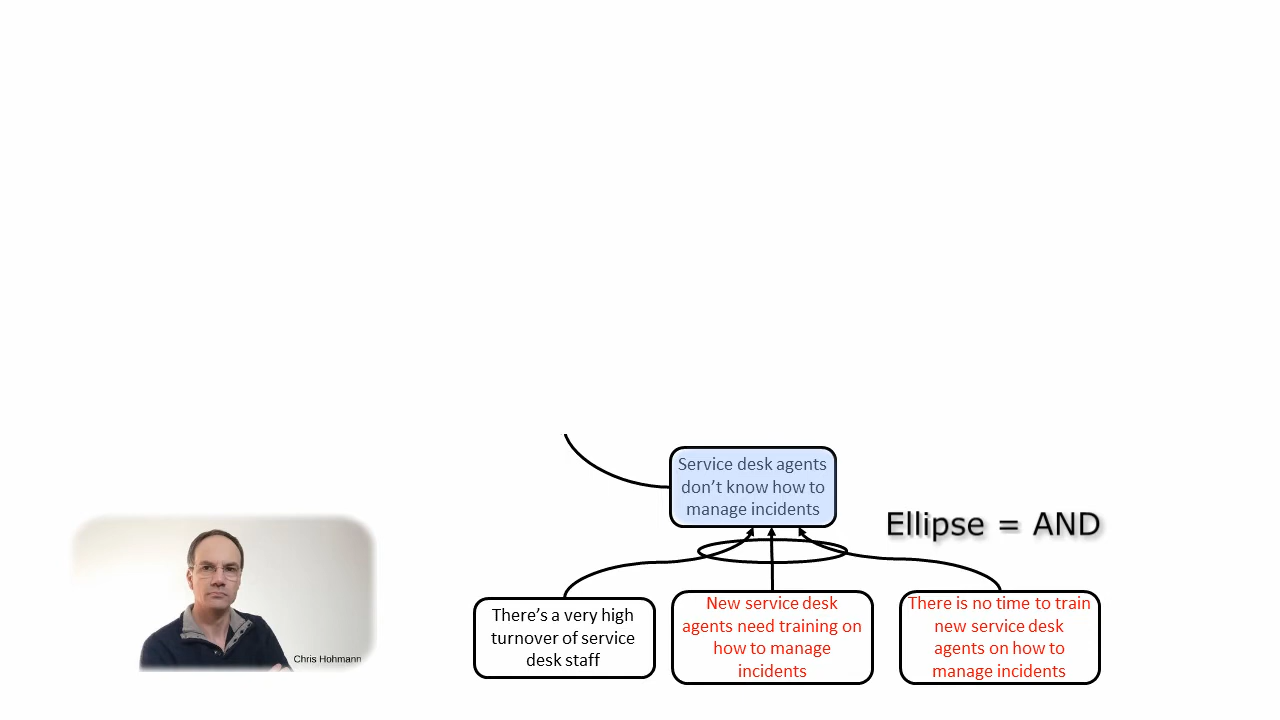 Service desk agents
don’t know how to
manage incidents
Ellipse = AND
There’s a very high
turnover of service
desk staff
New service desk
agents need training on
how to manage
incidents
There is no time to train
new service desk
agents on how to
manage incidents
Chris Hohmann